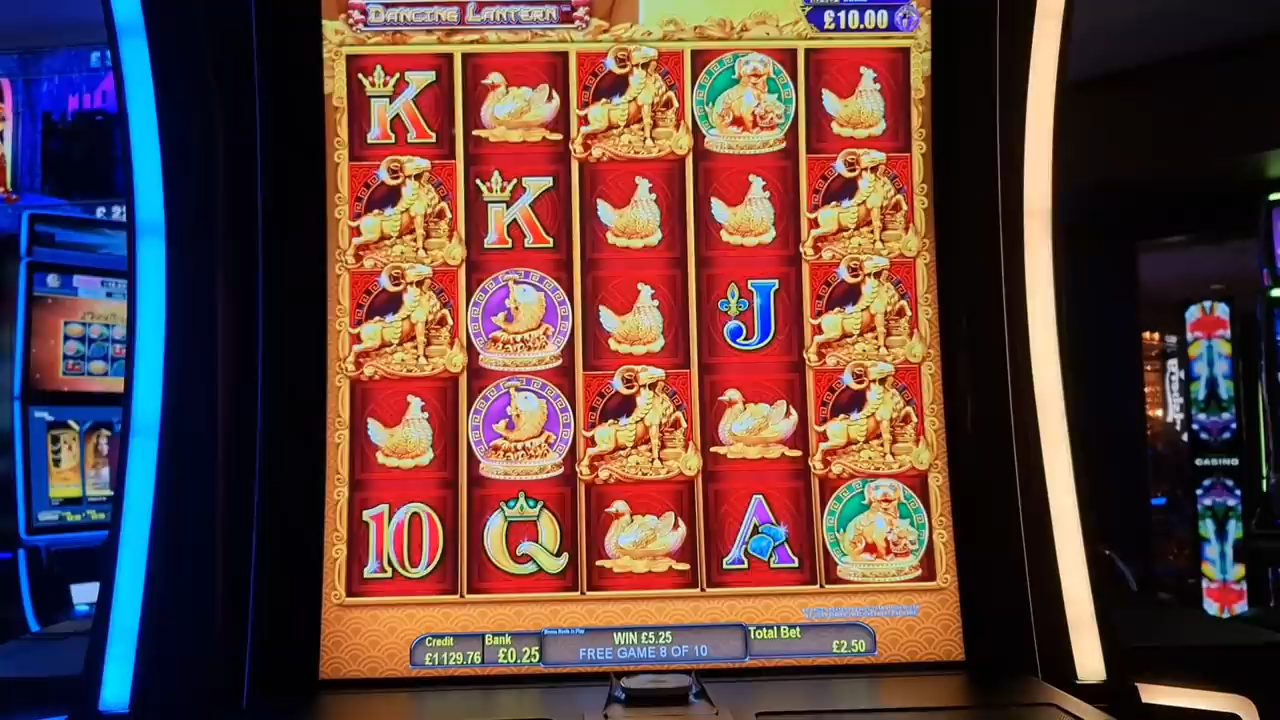 DANCING LANTERN
£10.00
K
K
J
10
Q
A
CASINO
Credit
£1129.76
Bank
£0.25
WIN £5.25
FREE GAME 8 OF 10
Total Bet
£2.50